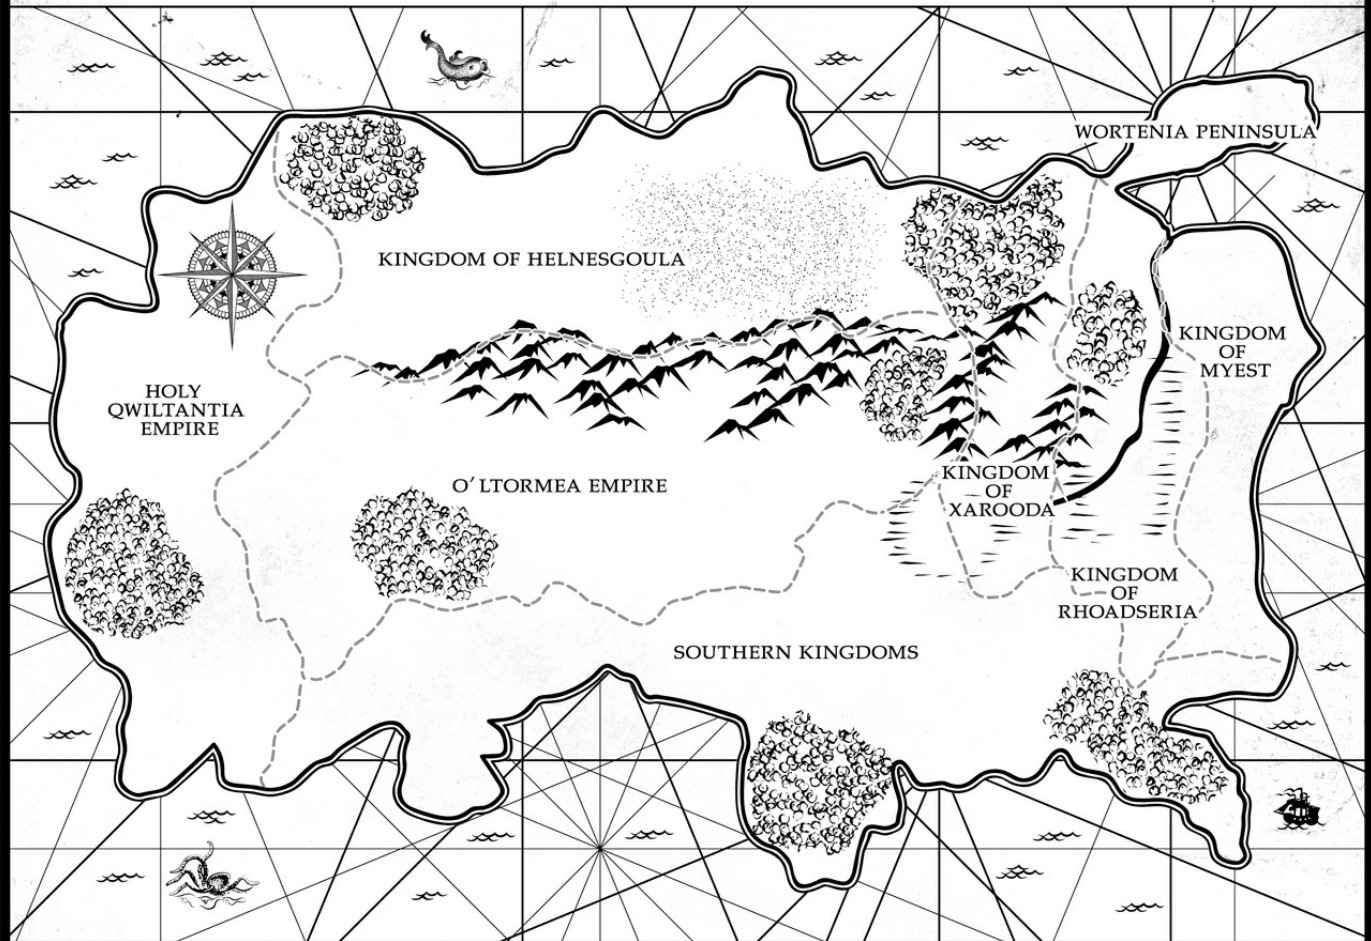 WORTENIA PENINSULA
KINGDOM OF HELNESGOULA
KINGDOM
OF
MYEST
HOLY
QWILTANTIA
EMPIRE
O' LTORMEA EMPIRE
KINGDOM
OF
XAROODA
KINGDOM
OF
RHOADSERIA
SOUTHERN KINGDOMS